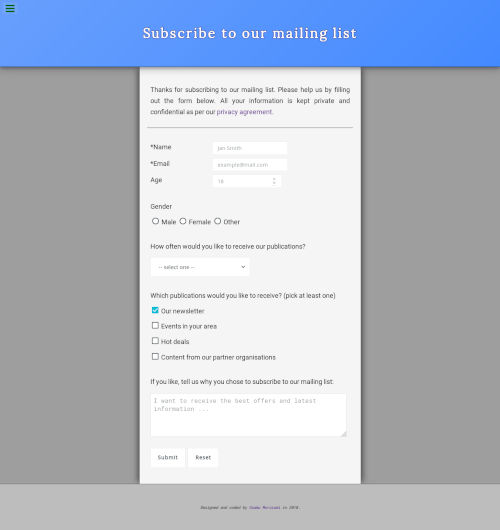 Subscribe to our mailing list
Thanks for subscribing to our mailing list. Please help us by filling
out the form below. All your information is kept private and
confidential as per our privacy agreement.
*Name
Jan Smith
*Email
example@mail.com
Age
18
Gender
Male Female Other
How often would you like to receive our publications?
-- select one --
Which publications would you like to receive? (pick at least one)
Our newsletter
Events in your area
Hot deals
Content from our partner organisations
If you like, tell us why you chose to subscribe to our mailing list:
I want to receive the best offers and latest
information ...
Submit Reset
Designed and coded by in 2018.